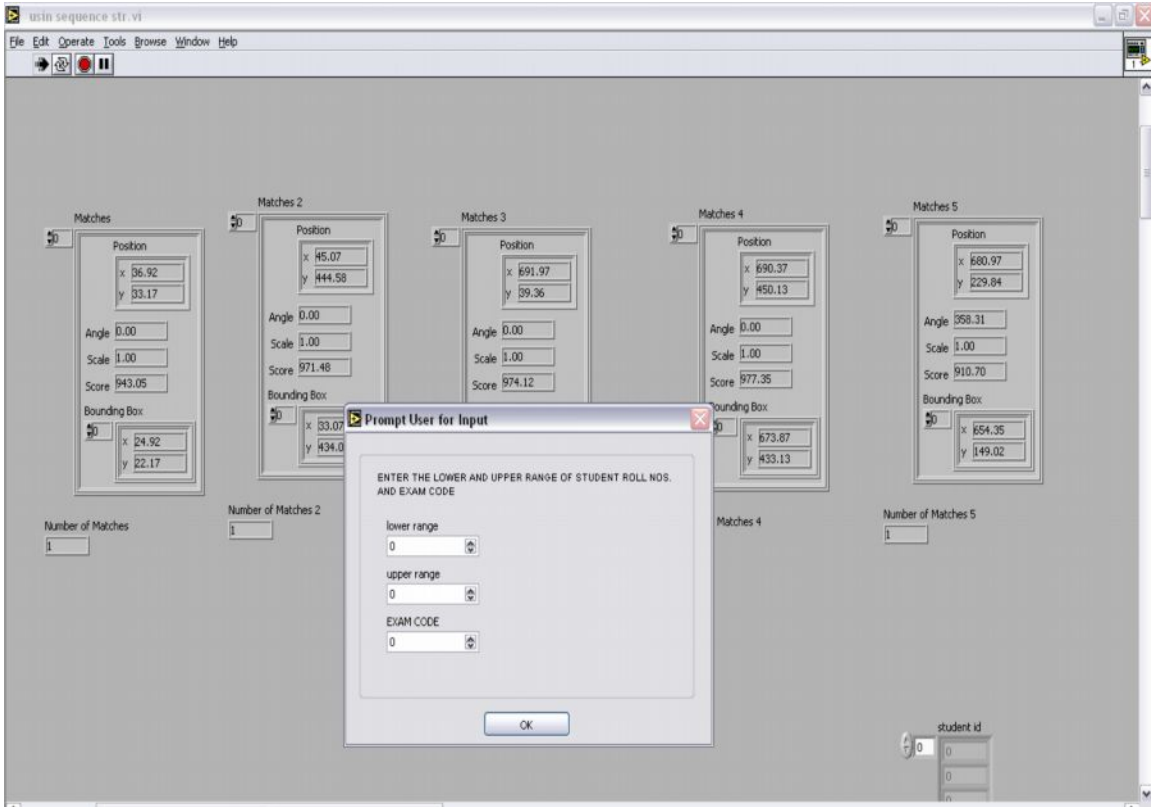 usin sequence str.vi
File Edit Operate Tools Browse Window Help
1
Matches
0
Position
x 36.92
y 33.17
Angle 0.00
Scale 1.00
Score 943.05
Bounding Box
0
x 24.92
y 22.17
Number of Matches
1
Matches 2
0
Position
x 45.07
y 444.58
Angle 0.00
Scale 1.00
Score 971.48
Bounding Box
0
x 33.07
y 434.0
Number of Matches 2
1
Matches 3
0
Position
x 691.97
y 39.36
Angle 0.00
Scale 1.00
Score 974.12
Matches 4
0
Position
x 690.37
y 450.13
Angle 0.00
Scale 1.00
Score 977.35
Bounding Box
0
x 673.87
y 433.13
Matches 4
Matches 5
0
Position
x 680.97
y 229.84
Angle 358.31
Scale 1.00
Score 910.70
Bounding Box
0
x 654.35
y 149.02
Number of Matches 5
1
Prompt User for Input
ENTER THE LOWER AND UPPER RANGE OF STUDENT ROLL NOS.
AND EXAM CODE
lower range
0
upper range
0
EXAM CODE
0
OK
student id
0
0
0
0